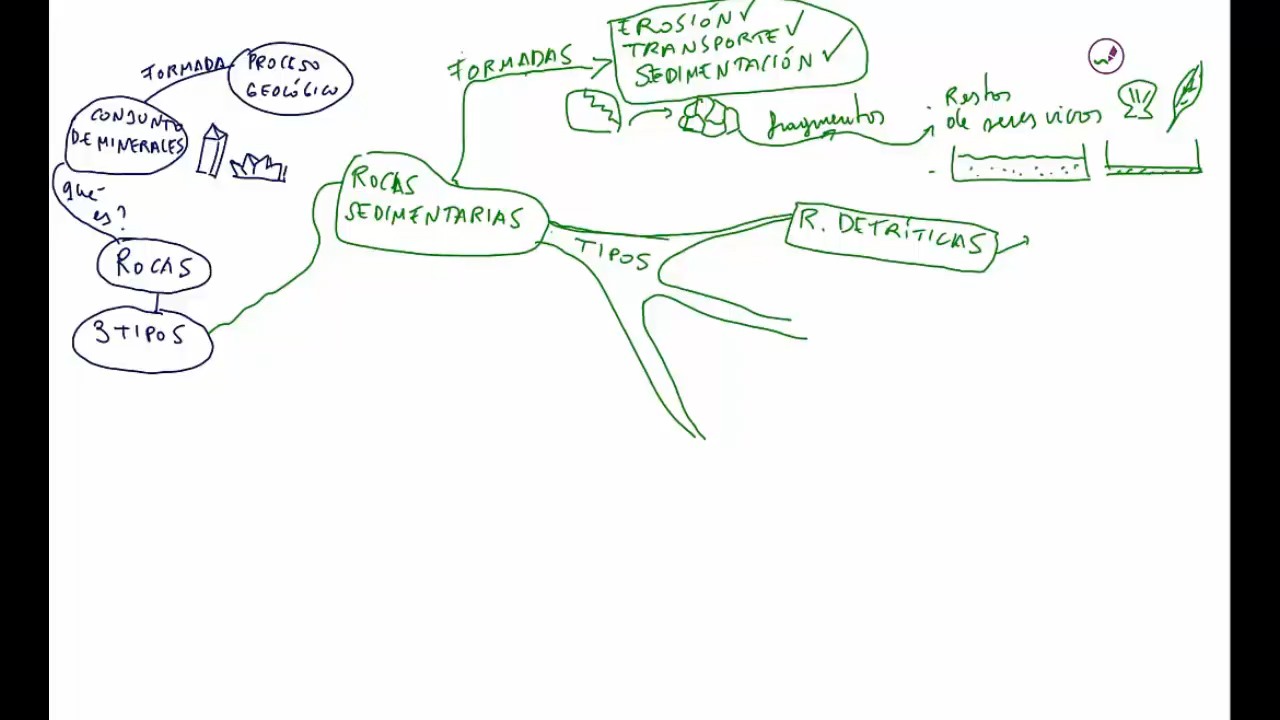 FORMADA
PROCESO
GEOLÓGICO
CONJUNTO
DE MINERALES
que
es?
ROCAS
3 TIPOS
ROCAS
SEDIMENTARIAS
FORMADAS
EROSIÓN ✓
TRANSPORTE ✓
SEDIMENTACIÓN ✓
fragmentos
Restos
de seres vivos
TIPOS
R. DETRÍTICAS